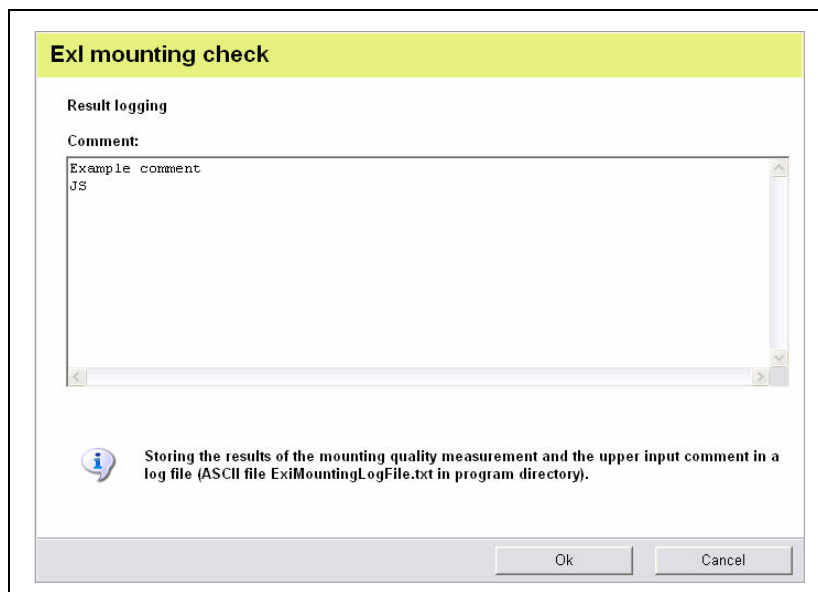 ExI mounting check
Result logging
Comment:
Example comment
JS
Storing the results of the mounting quality measurement and the upper input comment in a
log file (ASCII file ExiMountingLogFile.txt in program directory).
Ok
Cancel